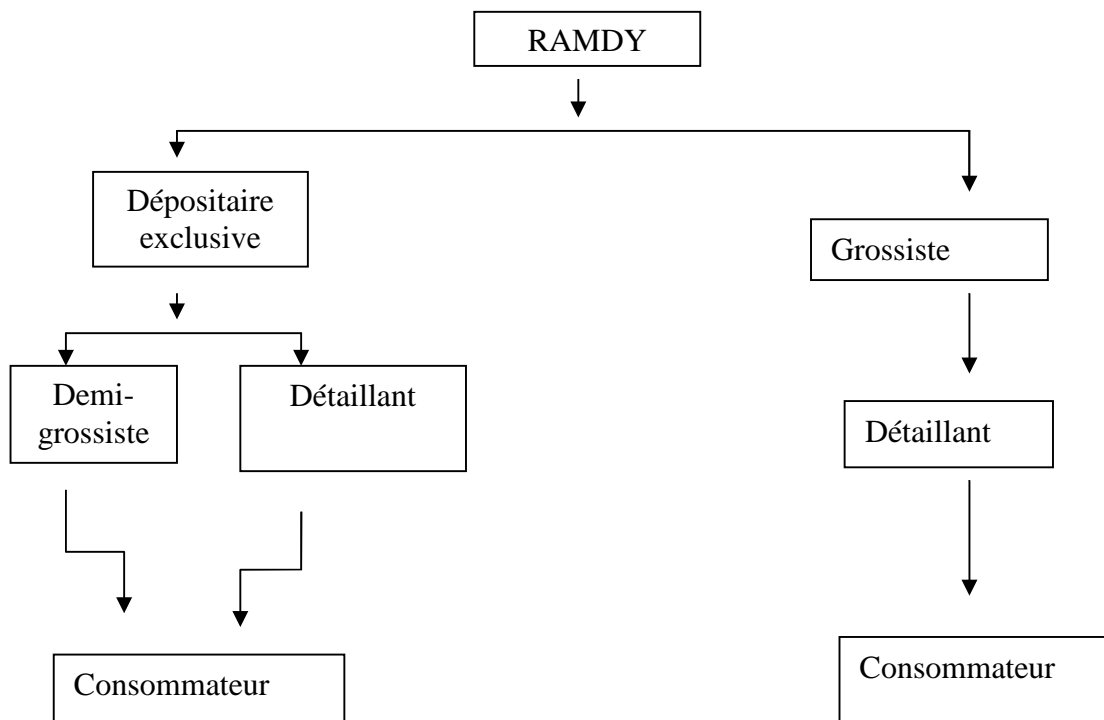 RAMDY
Dépositaire
exclusive
Grossiste
Demi-
grossiste
Détaillant
Détaillant
Consommateur
Consommateur